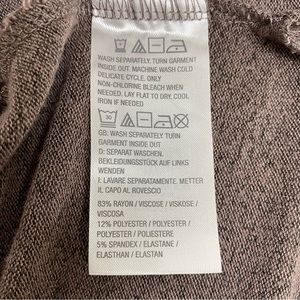 WASH SEPARATELY. TURN GARMENT
INSIDE OUT. MACHINE WASH COLD
DELICATE CYCLE. ONLY
NON-CHLORINE BLEACH WHEN
NEEDED. LAY FLAT TO DRY, COOL
IRON IF NEEDED
30
GB: WASH SEPARATELY. TURN
GARMENT INSIDE OUT
D: SEPARAT WASCHEN.
BEKLEIDUNGSSTÜCK AUF LINKS
WENDEN
I: LAVARE SEPARATAMENTE. METTERE
IL CAPO AL ROVESCIO
83% RAYON / VISCOSE / VISKOSE /
VISCOSA
12% POLYESTER / POLYESTER /
POLYESTER / POLIESTERE
5% SPANDEX / ELASTANE /
ELASTHAN / ELASTAN